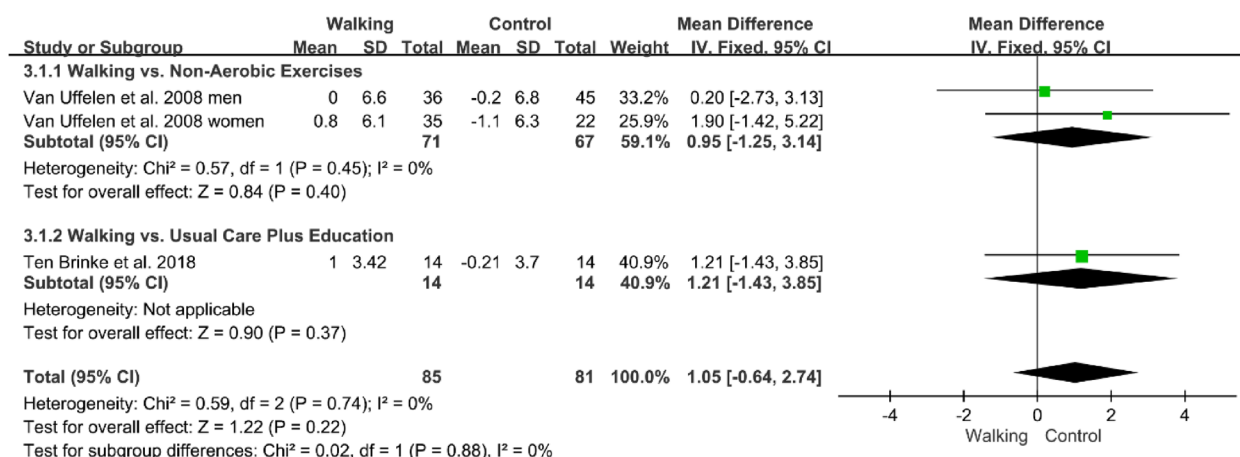 Walking Control Mean Difference Mean Difference
Study or Subgroup Mean SD Total Mean SD Total Weight IV. Fixed. 95% CI IV. Fixed. 95% CI
3.1.1 Walking vs. Non-Aerobic Exercises
Van Uffelen et al. 2008 men 0 6.6 36 -0.2 6.8 45 33.2% 0.20 [-2.73, 3.13]
Van Uffelen et al. 2008 women 0.8 6.1 35 -1.1 6.3 22 25.9% 1.90 [-1.42, 5.22]
Subtotal (95% CI) 71 67 59.1% 0.95 [-1.25, 3.14]
Heterogeneity: Chi² = 0.57, df = 1 (P = 0.45); I² = 0%
Test for overall effect: Z = 0.84 (P = 0.40)
3.1.2 Walking vs. Usual Care Plus Education
Ten Brinke et al. 2018 1 3.42 14 -0.21 3.7 14 40.9% 1.21 [-1.43, 3.85]
Subtotal (95% CI) 14 14 40.9% 1.21 [-1.43, 3.85]
Heterogeneity: Not applicable
Test for overall effect: Z = 0.90 (P = 0.37)
Total (95% CI) 85 81 100.0% 1.05 [-0.64, 2.74]
Heterogeneity: Chi² = 0.59, df = 2 (P = 0.74); I² = 0%
Test for overall effect: Z = 1.22 (P = 0.22)
Test for subgroup differences: Chi² = 0.02, df = 1 (P = 0.88), I² = 0%
-4 -2 0 2 4
Walking Control